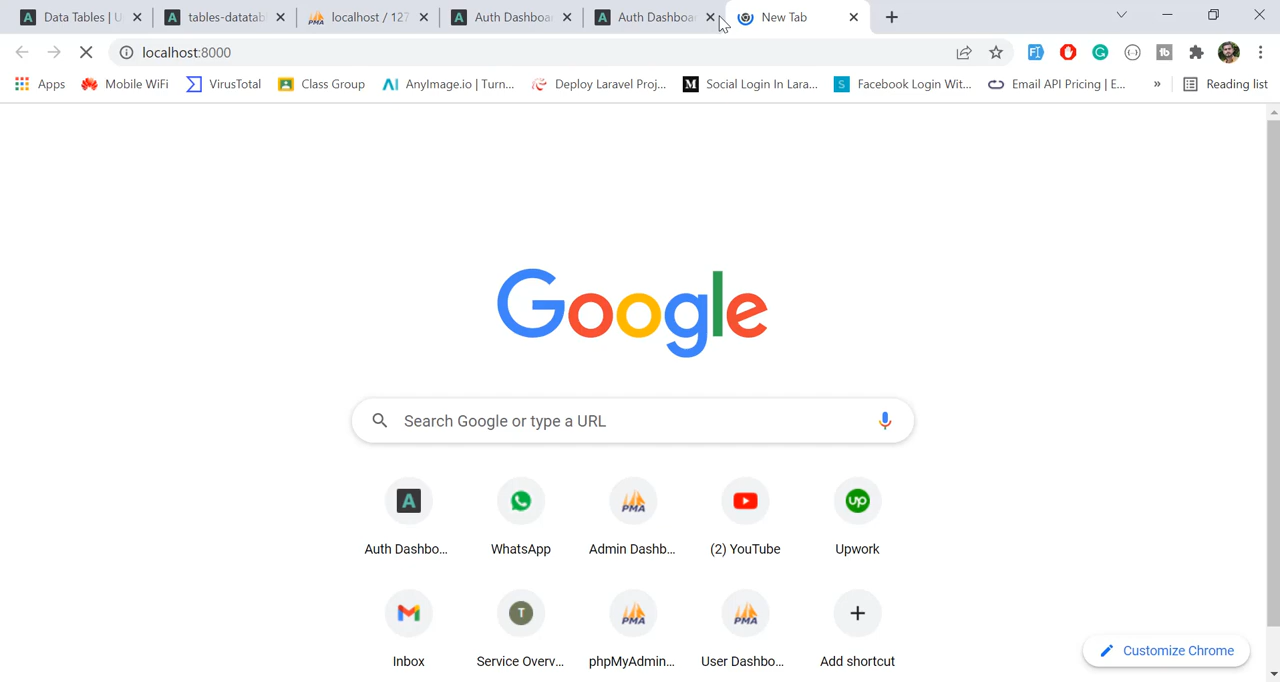 Data Tables | U
tables-datatab
localhost / 127
Auth Dashboa
Auth Dashboa
New Tab
localhost:8000
Apps
Mobile WiFi
VirusTotal
Class Group
AnyImage.io | Turn...
Deploy Laravel Proj...
Social Login In Lara...
Facebook Login Wit...
Email API Pricing | E...
»
Reading list
Google
Search Google or type a URL
Auth Dashbo...
WhatsApp
Admin Dashb...
(2) YouTube
Upwork
Inbox
Service Overv...
phpMyAdmin...
User Dashbo...
Add shortcut
Customize Chrome